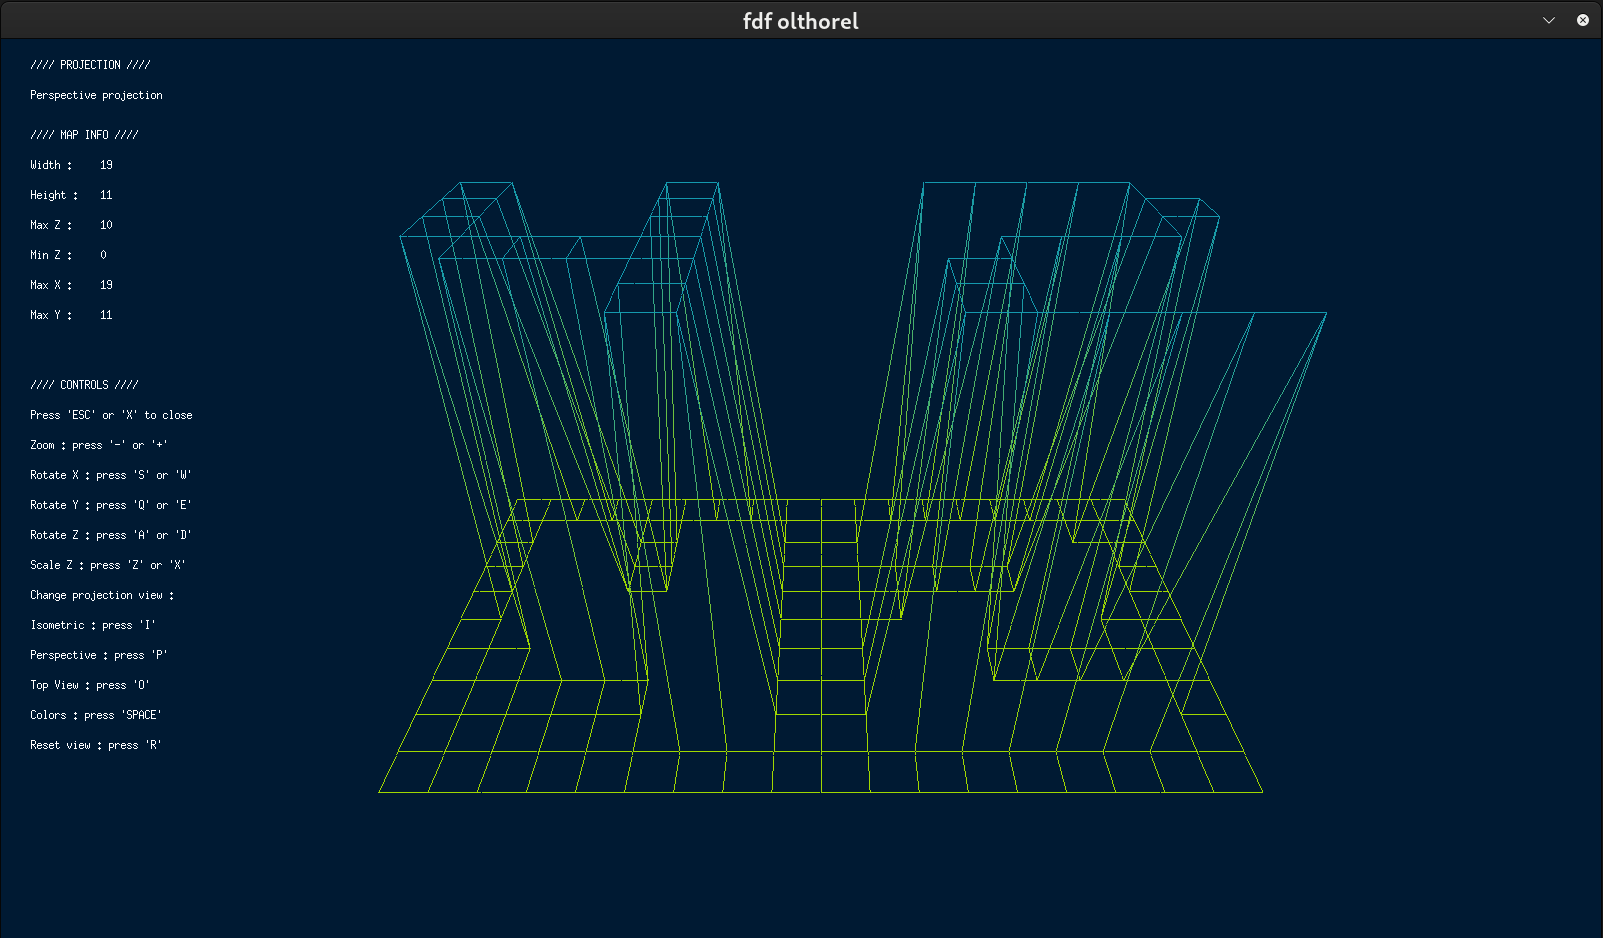 fdf olthorel
//// PROJECTION ////
Perspective projection
//// MAP INFO ////
Width : 19
Height : 11
Max Z : 10
Min Z : 0
Max X : 19
Max Y : 11
//// CONTROLS ////
Press 'ESC' or 'X' to close
Zoom : press '-' or '+'
Rotate X : press 'S' or 'W'
Rotate Y : press 'Q' or 'E'
Rotate Z : press 'A' or 'D'
Scale Z : press 'Z' or 'X'
Change projection view :
Isometric : press 'I'
Perspective : press 'P'
Top View : press 'O'
Colors : press 'SPACE'
Reset view : press 'R'